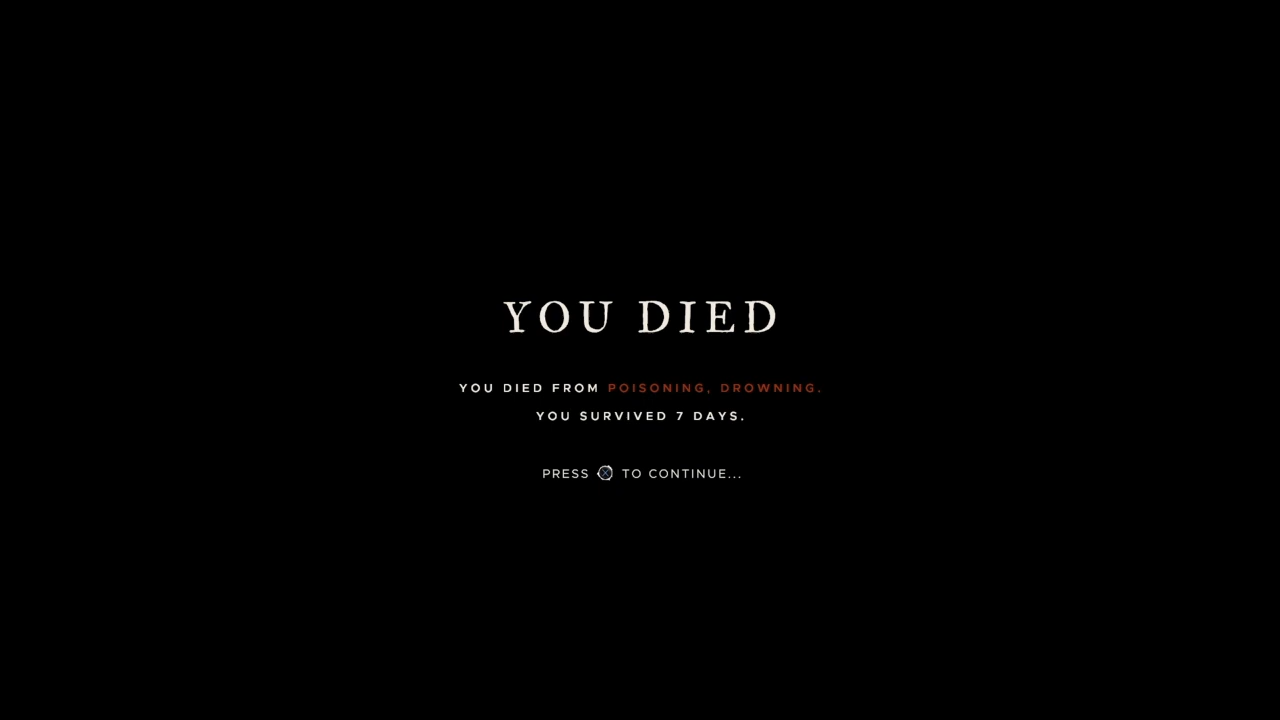 YOU DIED
YOU DIED FROM POISONING, DROWNING.
YOU SURVIVED 7 DAYS.
PRESS TO CONTINUE...